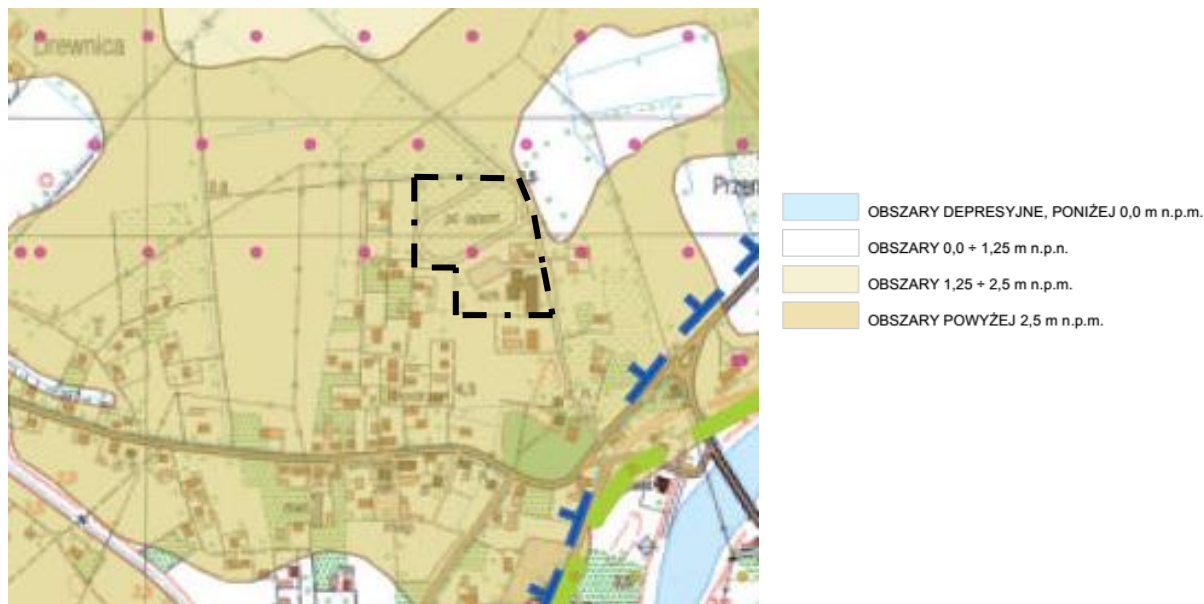 Drewnica
OBSZARY DEPRESYJNE, PONIŻEJ 0,0 m n.p.m.
OBSZARY 0,0 ÷ 1,25 m n.p.n.
OBSZARY 1,25 ÷ 2,5 m n.p.m.
OBSZARY POWYŻEJ 2,5 m n.p.m.